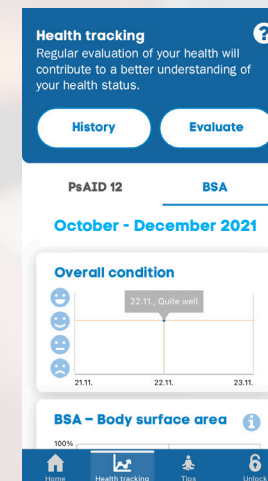 Health tracking
?
Regular evaluation of your health will
contribute to a better understanding of
your health status.
History
Evaluate
PsAID 12
BSA
October - December 2021
Overall condition
22.11., Quite well
21.11.
22.11.
23.11.
BSA – Body surface area
i
100%
Home
Health tracking
Tips
Unlock